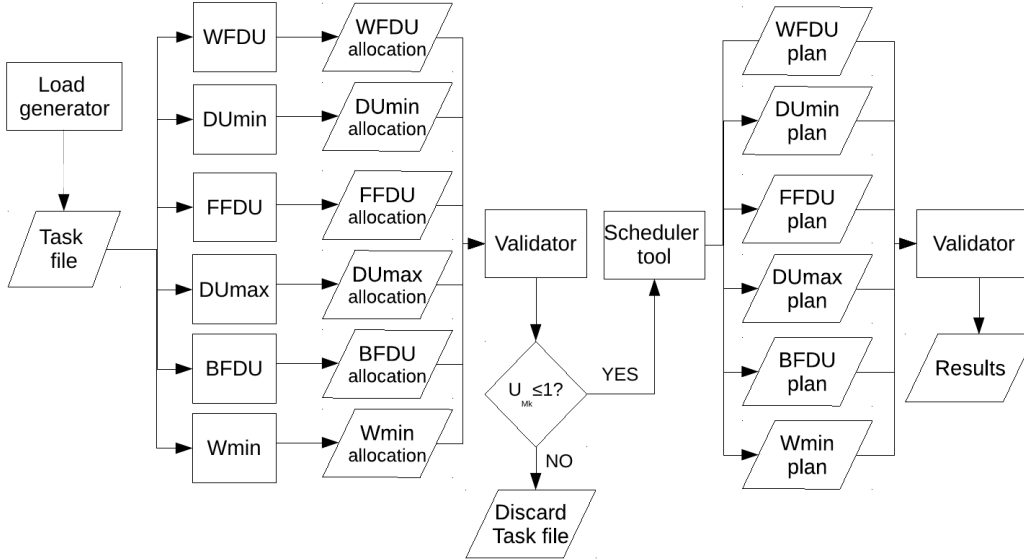 Load
generator
Task
file
WFDU
DUmin
FFDU
DUmax
BFDU
Wmin
WFDU
allocation
DUmin
allocation
FFDU
allocation
DUmax
allocation
BFDU
allocation
Wmin
allocation
Validator
U Mk ≤1?
YES
NO
Discard
Task file
Scheduler
tool
WFDU
plan
DUmin
plan
FFDU
plan
DUmax
plan
BFDU
plan
Wmin
plan
Validator
Results